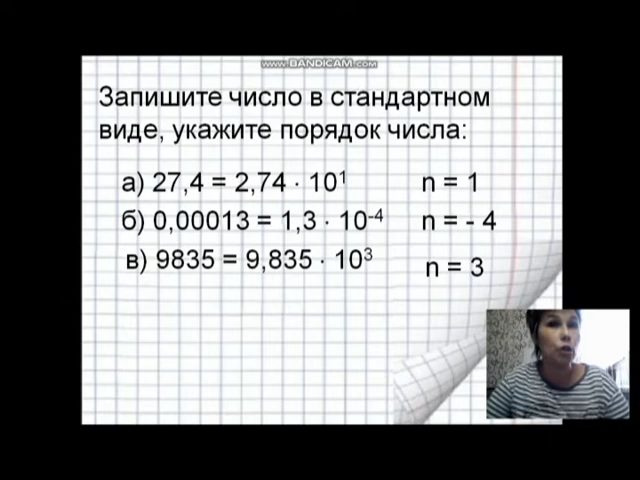 www.BANDICAM.com
Запишите число в стандартном
виде, укажите порядок числа:
а) 27,4 = 2,74 · 10¹ n = 1
б) 0,00013 = 1,3 · 10⁻⁴ n = - 4
в) 9835 = 9,835 · 10³ n = 3